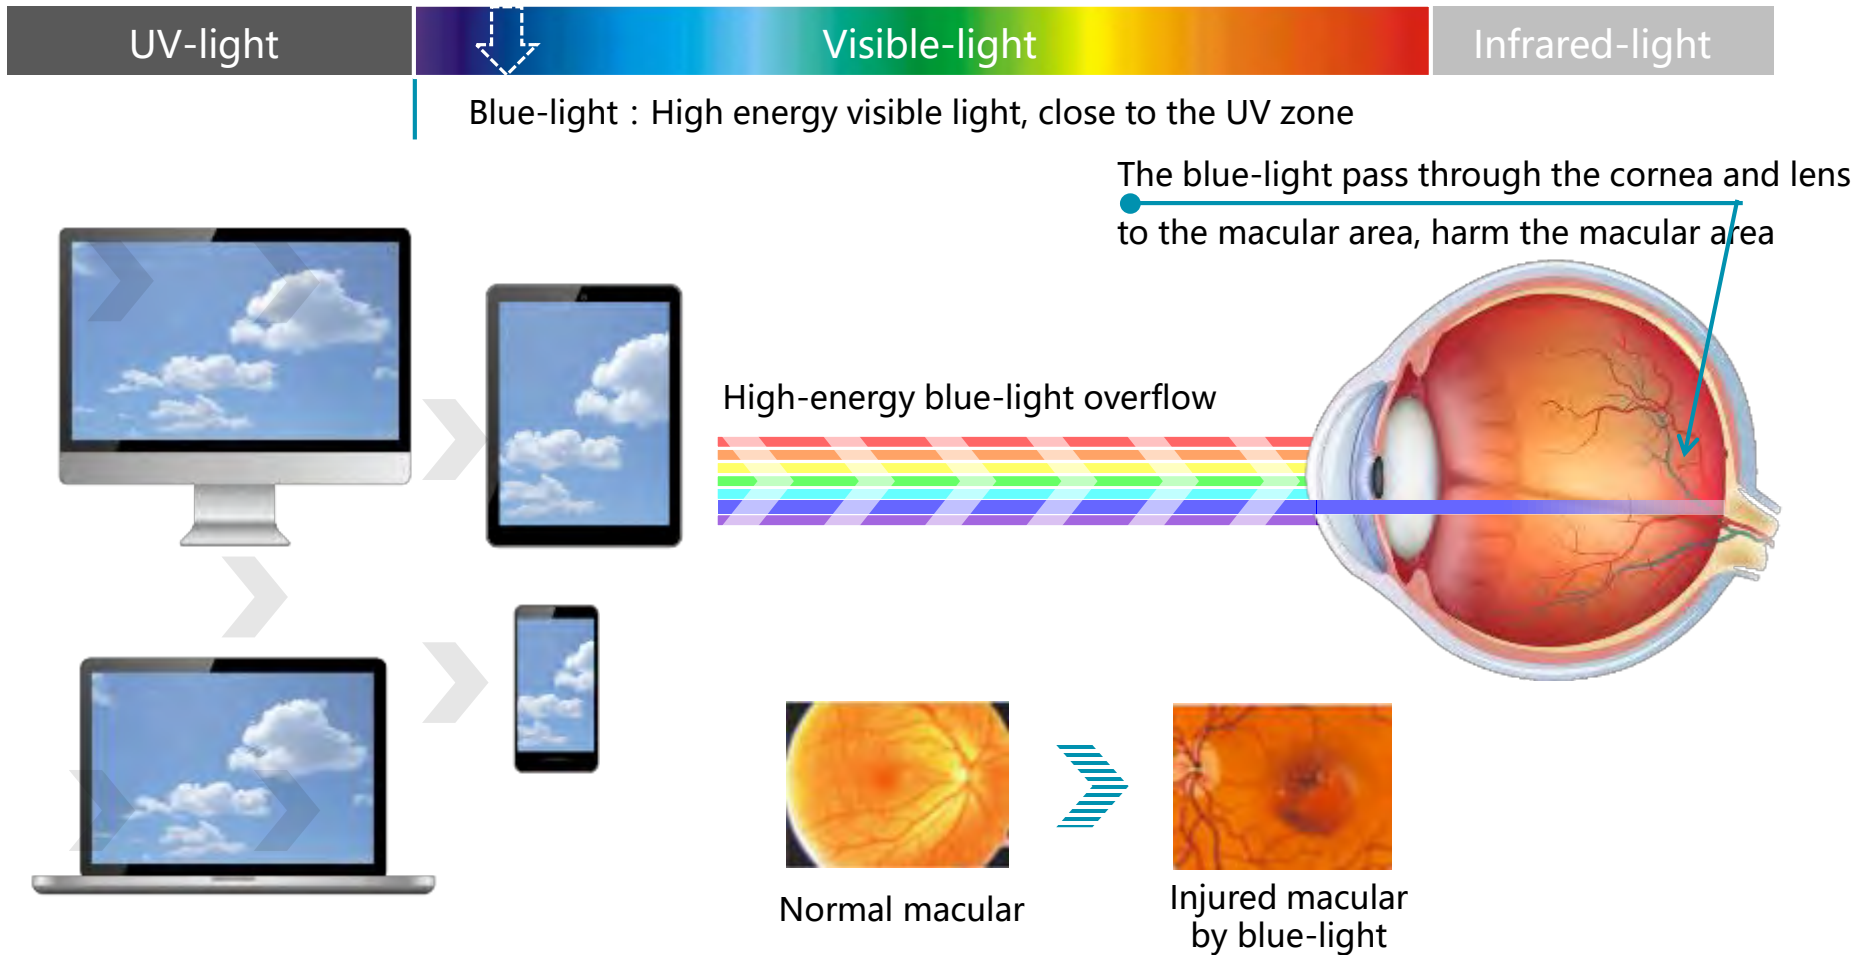 UV-light
Visible-light
Infrared-light
Blue-light：High energy visible light, close to the UV zone
The blue-light pass through the cornea and lens
to the macular area, harm the macular area
High-energy blue-light overflow
Normal macular
Injured macular
by blue-light